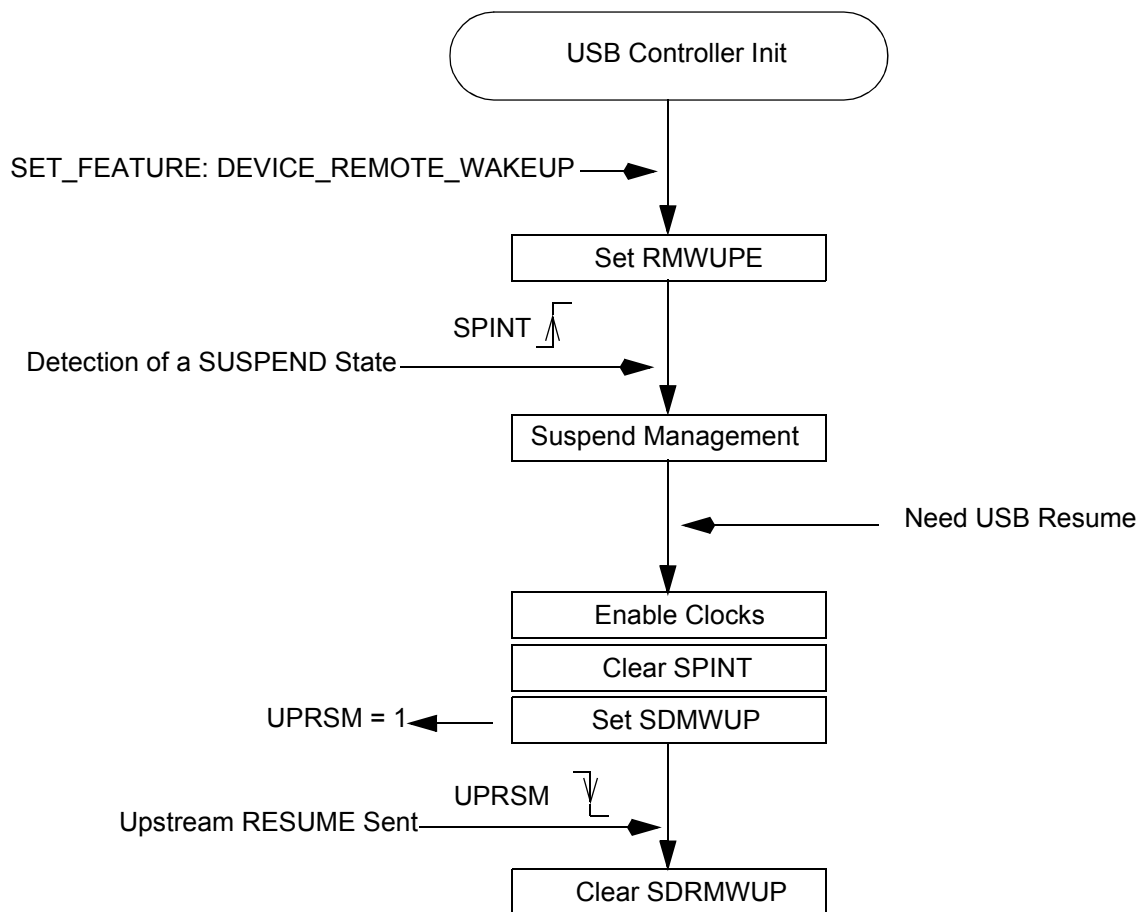 USB Controller Init
SET_FEATURE: DEVICE_REMOTE_WAKEUP
Set RMWUPE
SPINT
Detection of a SUSPEND State
Suspend Management
Need USB Resume
Enable Clocks
Clear SPINT
UPRSM = 1
Set SDMWUP
UPRSM
Upstream RESUME Sent
Clear SDRMWUP